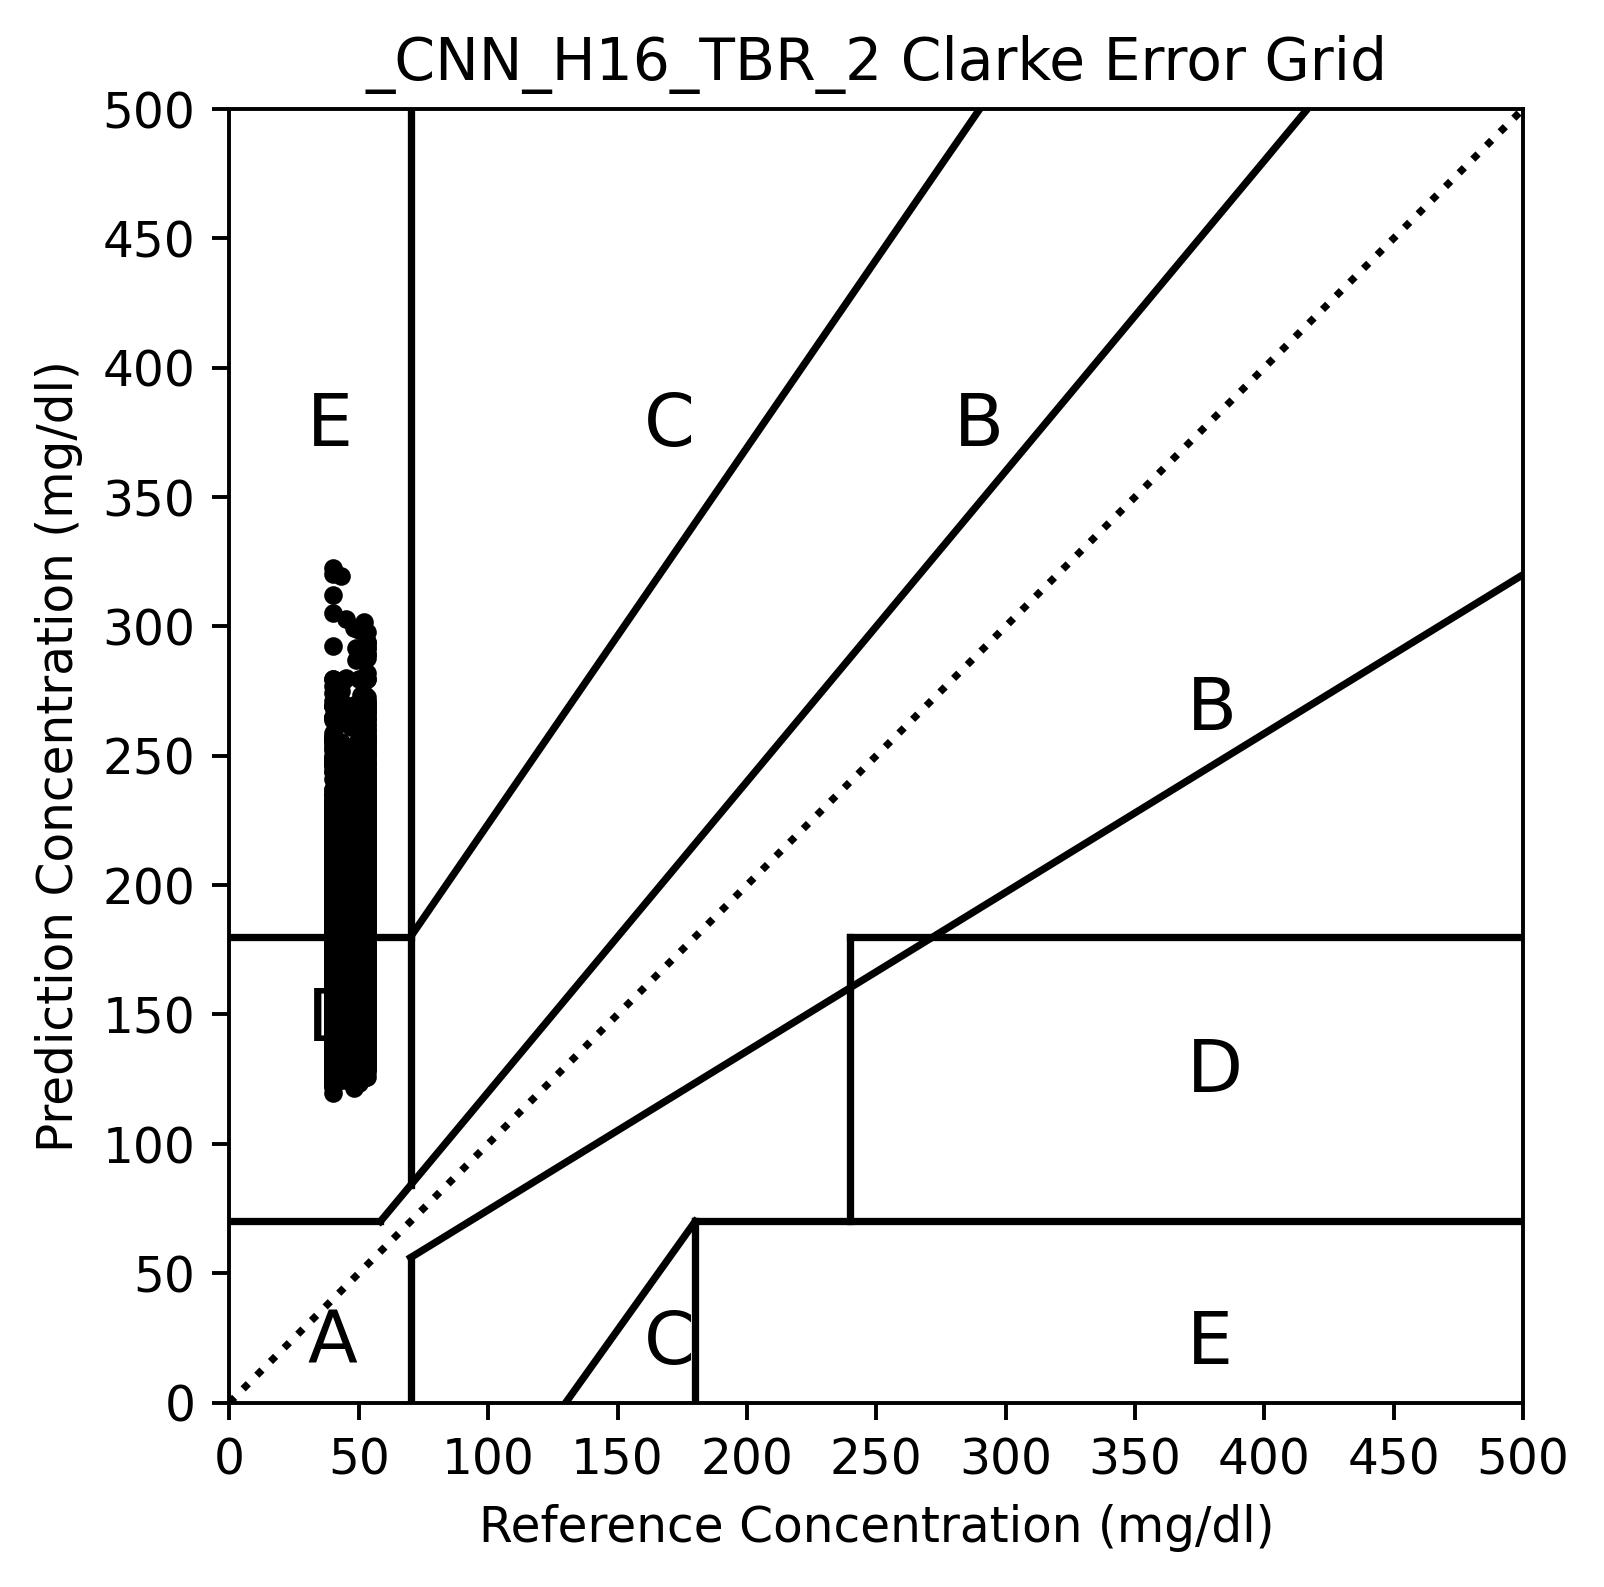 _CNN_H16_TBR_2 Clarke Error Grid
500
450
400
350
300
250
200
150
100
50
0
Prediction Concentration (mg/dl)
E
C
B
B
D
A
C
E
0 50 100 150 200 250 300 350 400 450 500
Reference Concentration (mg/dl)